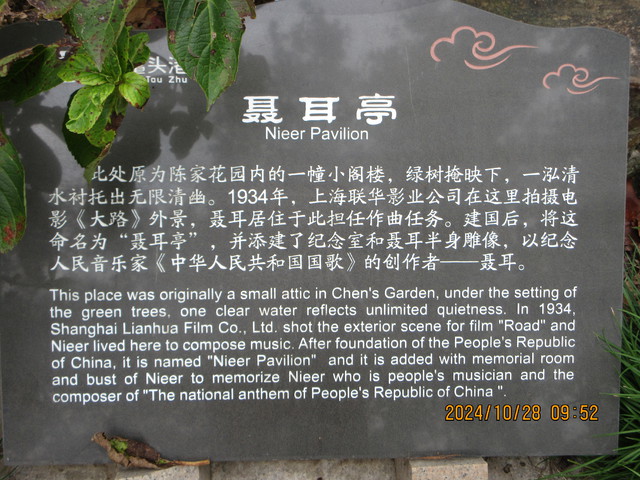 头渚
Tou Zhu
聂耳亭
Nieer Pavilion
此处原为陈家花园内的一幢小阁楼，绿树掩映下，一泓清
水衬托出无限清幽。1934年，上海联华影业公司在这里拍摄电
影《大路》外景，聂耳居住于此担任作曲任务。建国后，将这
命名为“聂耳亭”，并添建了纪念室和聂耳半身雕像，以纪念
人民音乐家《中华人民共和国国歌》的创作者——聂耳。
This place was originally a small attic in Chen's Garden, under the setting of
the green trees, one clear water reflects unlimited quietness. In 1934,
Shanghai Lianhua Film Co., Ltd. shot the exterior scene for film "Road" and
Nieer lived here to compose music. After foundation of the People's Republic
of China, it is named "Nieer Pavilion" and it is added with memorial room
and bust of Nieer to memorize Nieer who is people's musician and the
composer of "The national anthem of People's Republic of China ".
2024/10/28 09:52